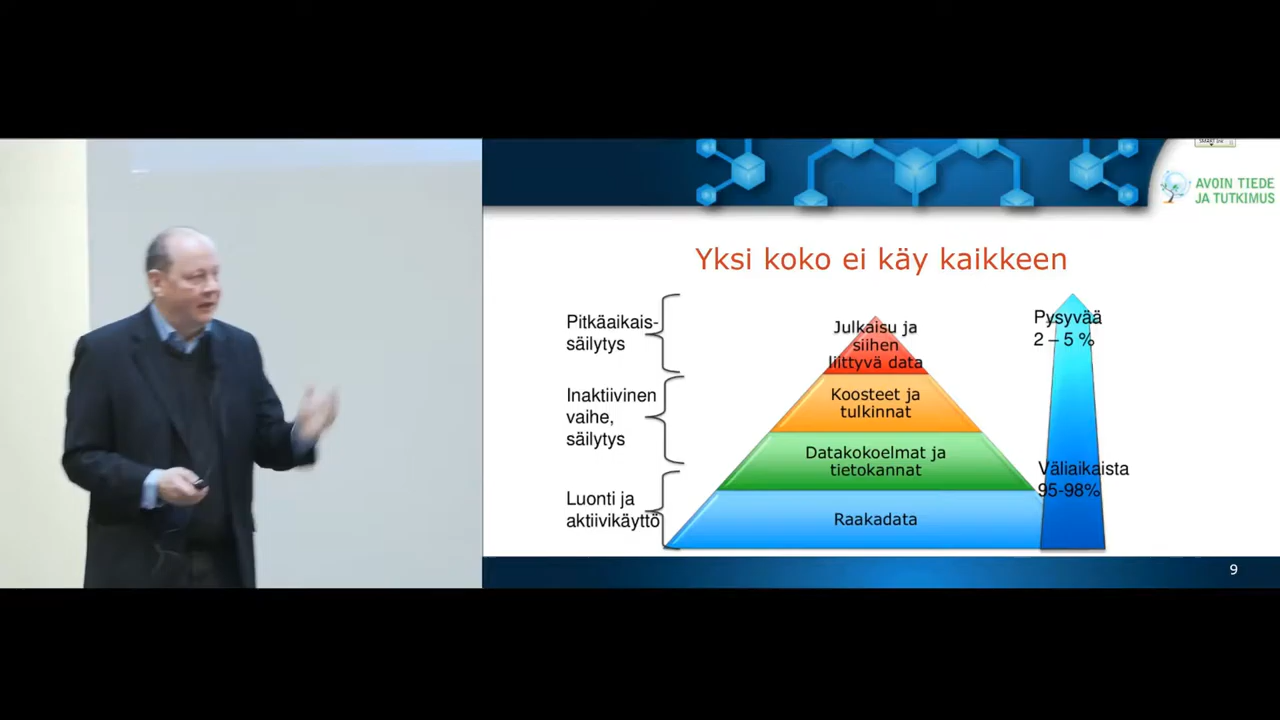 AVOIN TIEDE
JA TUTKIMUS
Yksi koko ei käy kaikkeen
Pitkäaikais-
säilytys
Inaktiivinen
vaihe,
säilytys
Luonti ja
aktiivikäyttö
Julkaisu ja
siihen
liittyvä data
Koosteet ja
tulkinnat
Datakokoelmat ja
tietokannat
Raakadata
Pysyvää
2 – 5 %
Väliaikaista
95-98%
9